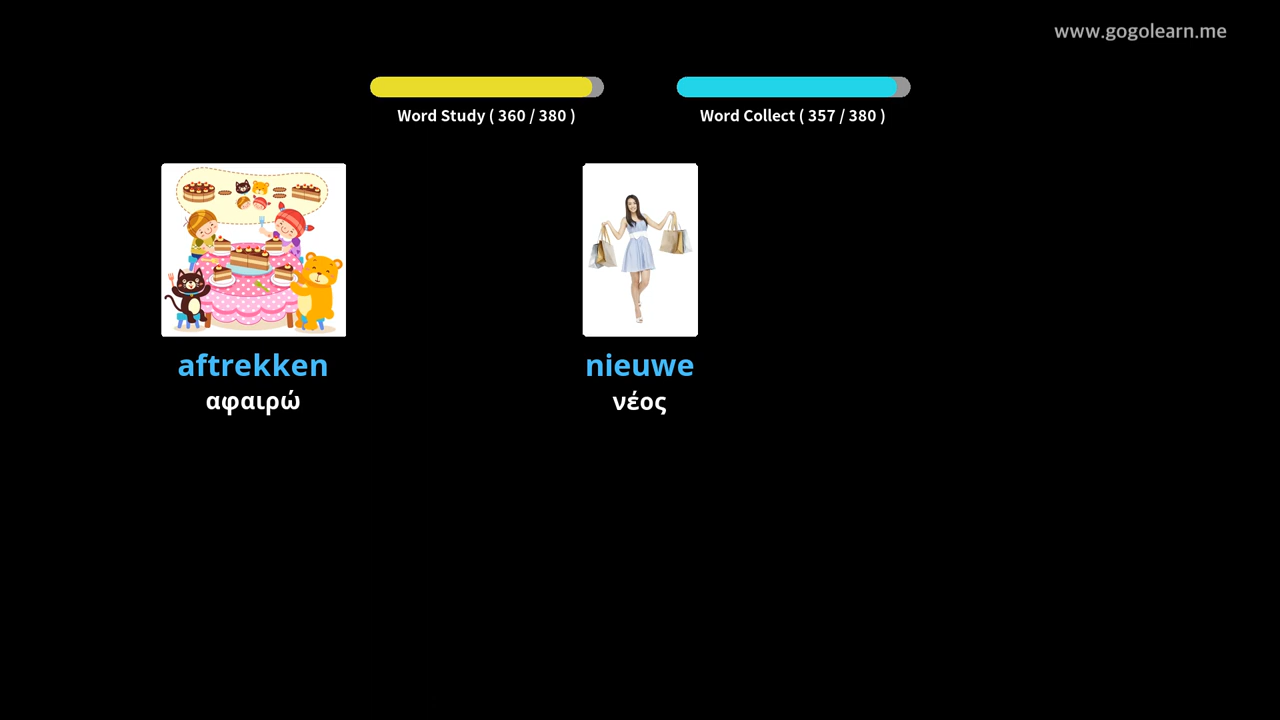 www.gogolearn.me
Word Study ( 360 / 380 )
Word Collect ( 357 / 380 )
aftrekken
αφαιρώ
nieuwe
νέος